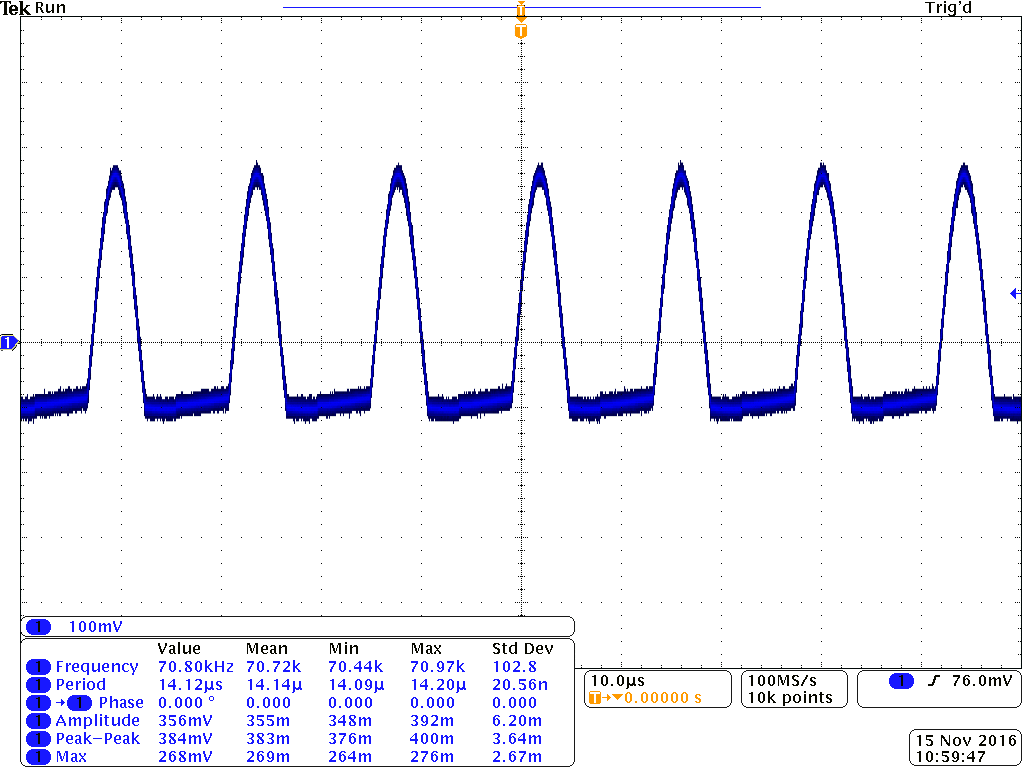 Tek Run Trig'd
T
T
1
1 100mV
Value Mean Min Max Std Dev
1 Frequency 70.80kHz 70.72k 70.44k 70.97k 102.8
1 Period 14.12µs 14.14µ 14.09µ 14.20µ 20.56n
1 →1 Phase 0.000 ° 0.000 0.000 0.000 0.000
1 Amplitude 356mV 355m 348m 392m 6.20m
1 Peak−Peak 384mV 383m 376m 400m 3.64m
1 Max 268mV 269m 264m 276m 2.67m
10.0µs
T→▼0.00000 s
100MS/s
10k points
1 ∫ 76.0mV
15 Nov 2016
10:59:47